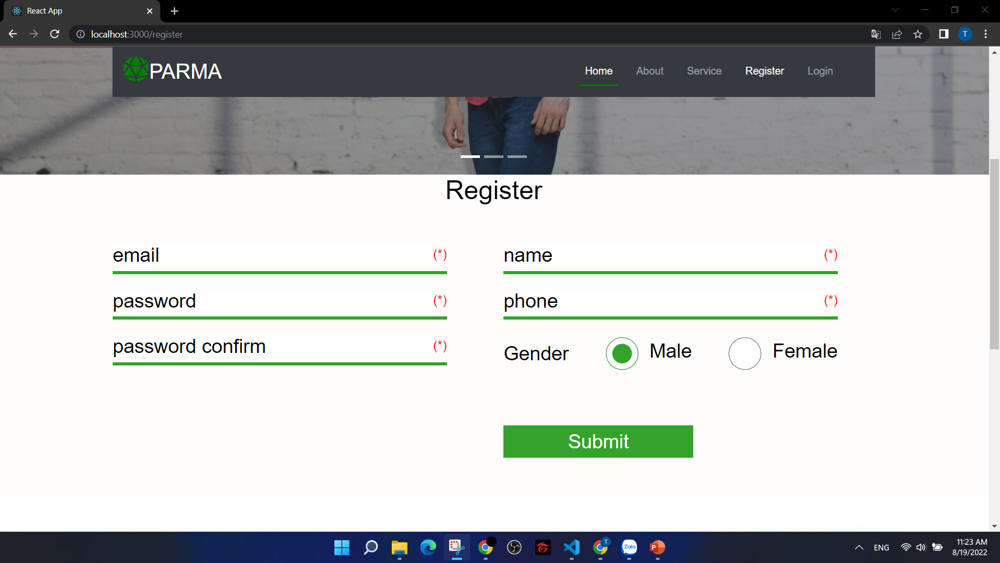 React App
localhost:3000/register
T
PARMA
Home About Service Register Login
Register
email (*) name (*)
password (*) phone (*)
password confirm (*) Gender Male Female
Submit
T
Zalo
P
ENG
11:23 AM
8/19/2022